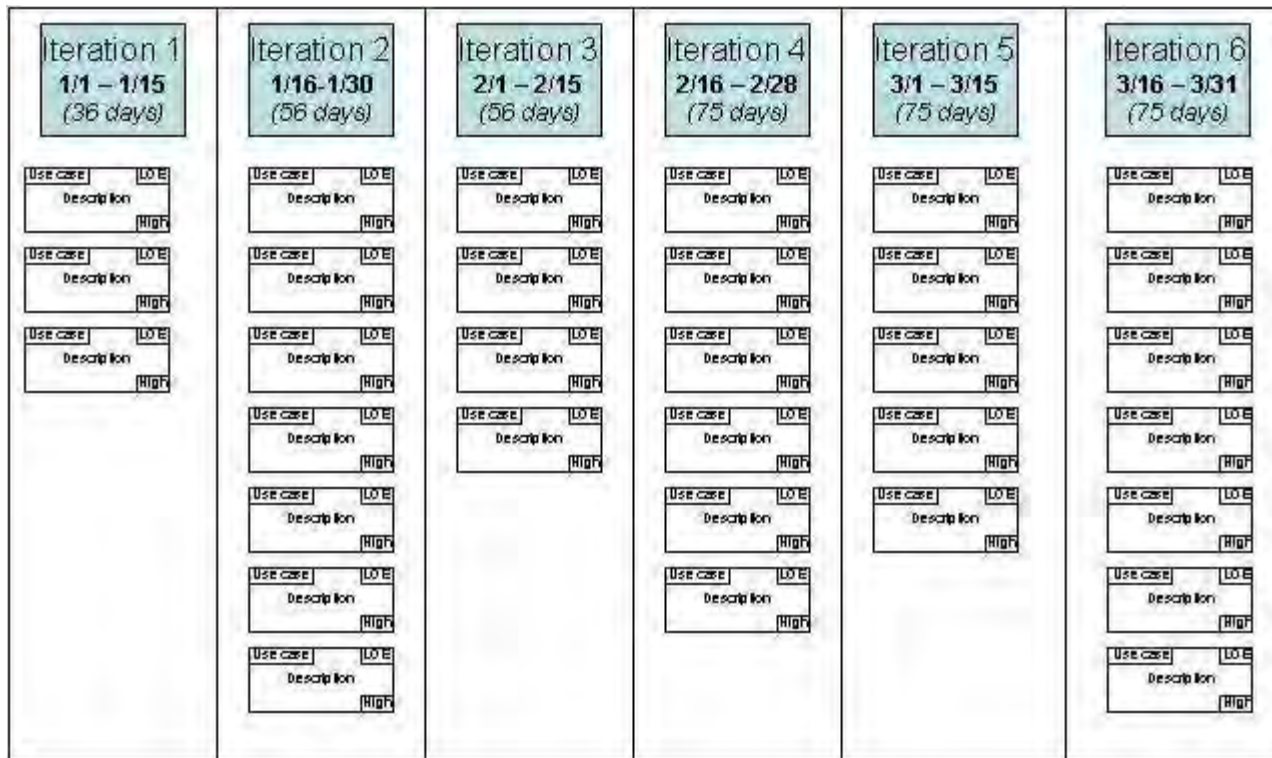 Iteration 1
1/1 – 1/15
(36 days)
Use case LOE
Description
High
Use case LOE
Description
High
Use case LOE
Description
High
Iteration 2
1/16-1/30
(56 days)
Use case LOE
Description
High
Use case LOE
Description
High
Use case LOE
Description
High
Use case LOE
Description
High
Use case LOE
Description
High
Use case LOE
Description
High
Use case LOE
Description
High
Iteration 3
2/1 – 2/15
(56 days)
Use case LOE
Description
High
Use case LOE
Description
High
Use case LOE
Description
High
Use case LOE
Description
High
Iteration 4
2/16 – 2/28
(75 days)
Use case LOE
Description
High
Use case LOE
Description
High
Use case LOE
Description
High
Use case LOE
Description
High
Use case LOE
Description
High
Use case LOE
Description
High
Iteration 5
3/1 – 3/15
(75 days)
Use case LOE
Description
High
Use case LOE
Description
High
Use case LOE
Description
High
Use case LOE
Description
High
Use case LOE
Description
High
Iteration 6
3/16 – 3/31
(75 days)
Use case LOE
Description
High
Use case LOE
Description
High
Use case LOE
Description
High
Use case LOE
Description
High
Use case LOE
Description
High
Use case LOE
Description
High
Use case LOE
Description
High